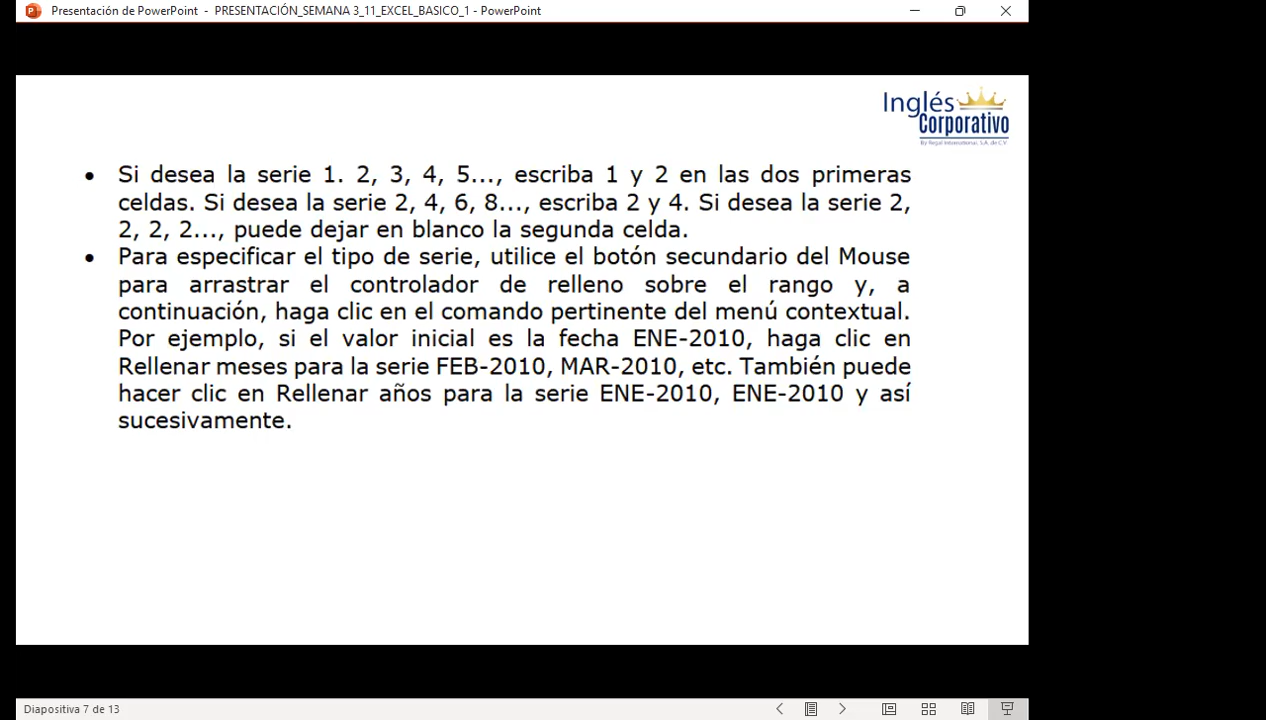 Presentación de PowerPoint - PRESENTACIÓN_SEMANA 3_11_EXCEL_BASICO_1 - PowerPoint
Inglés
Corporativo
By Regal International, S.A. de C.V.
• Si desea la serie 1. 2, 3, 4, 5..., escriba 1 y 2 en las dos primeras
celdas. Si desea la serie 2, 4, 6, 8..., escriba 2 y 4. Si desea la serie 2,
2, 2, 2..., puede dejar en blanco la segunda celda.
• Para especificar el tipo de serie, utilice el botón secundario del Mouse
para arrastrar el controlador de relleno sobre el rango y, a
continuación, haga clic en el comando pertinente del menú contextual.
Por ejemplo, si el valor inicial es la fecha ENE-2010, haga clic en
Rellenar meses para la serie FEB-2010, MAR-2010, etc. También puede
hacer clic en Rellenar años para la serie ENE-2010, ENE-2010 y así
sucesivamente.
Diapositiva 7 de 13